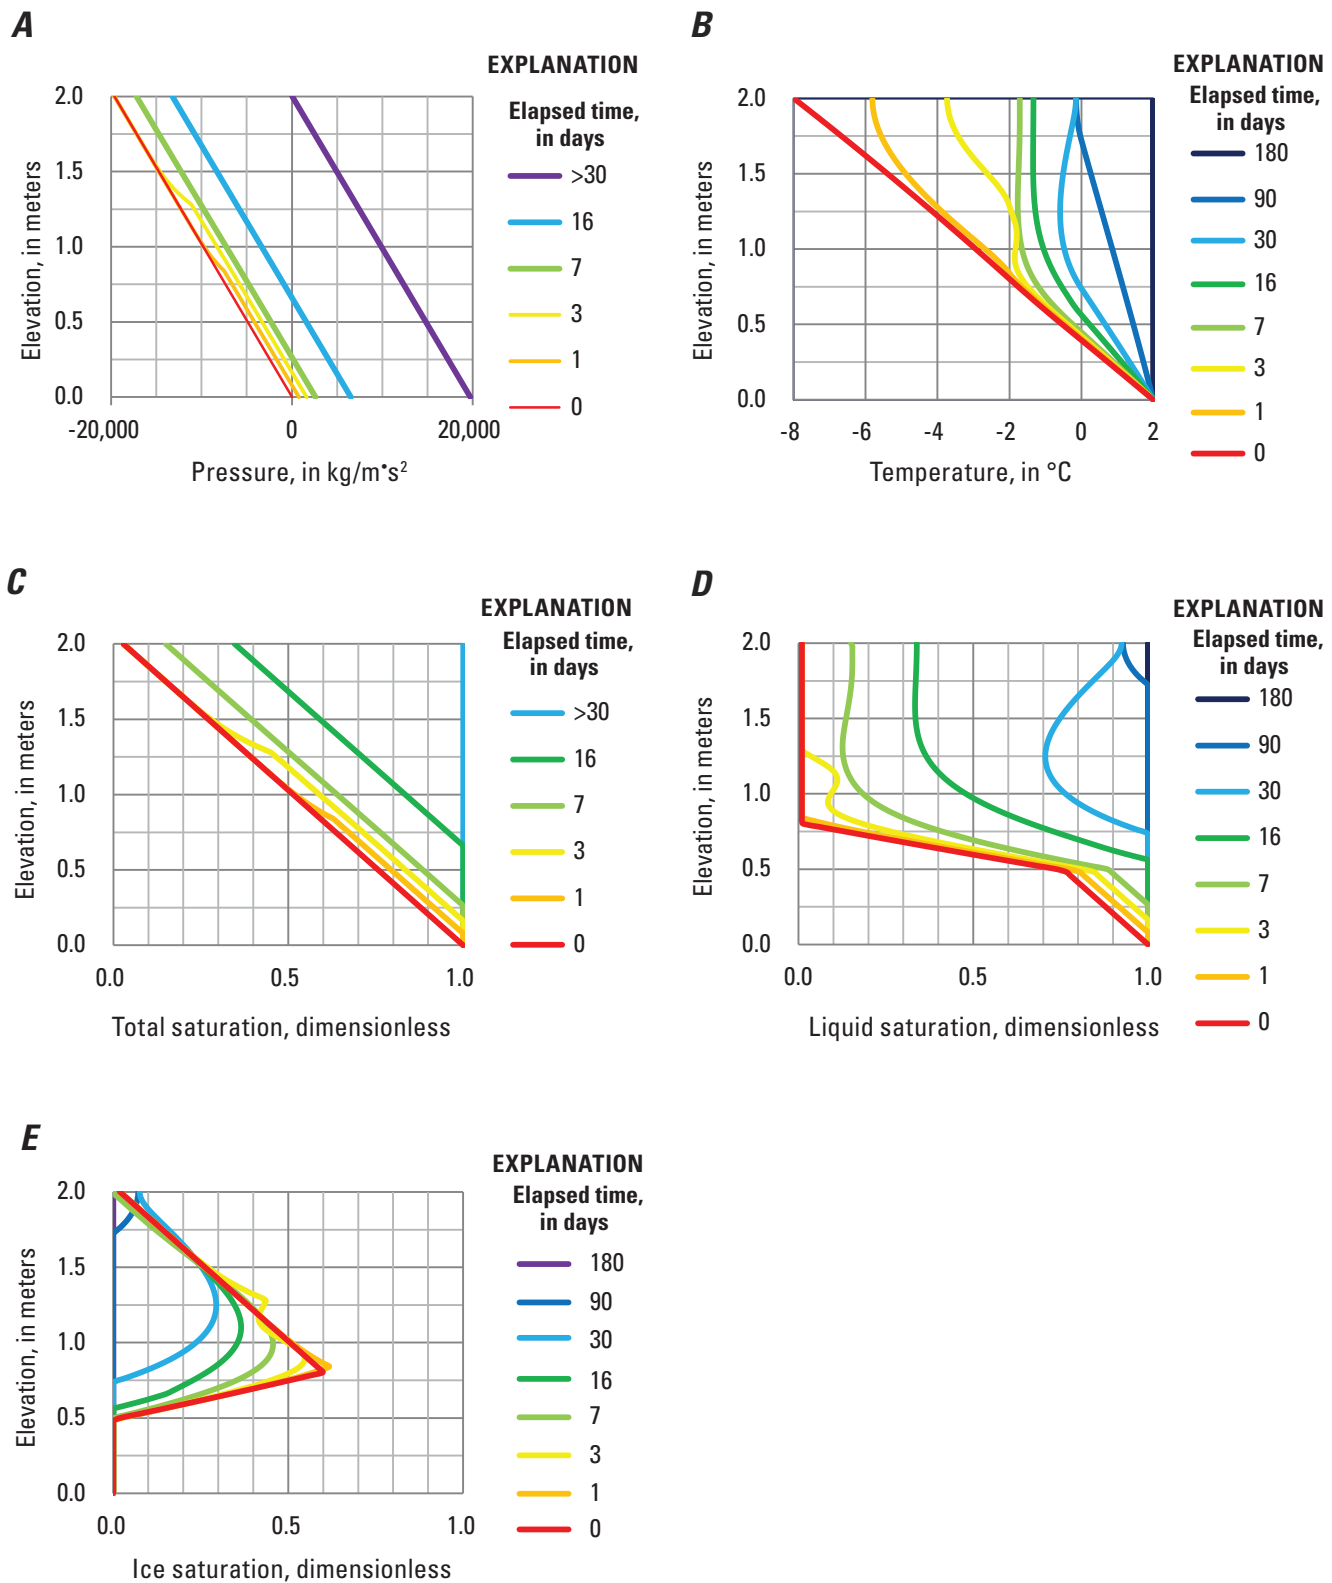 A
EXPLANATION
Elapsed time,
in days
>30
16
7
3
1
0
2.0
1.5
1.0
0.5
0.0
Elevation, in meters
-20,000
0
20,000
Pressure, in kg/m•s²
B
EXPLANATION
Elapsed time,
in days
180
90
30
16
7
3
1
0
2.0
1.5
1.0
0.5
0.0
Elevation, in meters
-8
-6
-4
-2
0
2
Temperature, in °C
C
EXPLANATION
Elapsed time,
in days
>30
16
7
3
1
0
2.0
1.5
1.0
0.5
0.0
Elevation, in meters
0.0
0.5
1.0
Total saturation, dimensionless
D
EXPLANATION
Elapsed time,
in days
180
90
30
16
7
3
1
0
2.0
1.5
1.0
0.5
0.0
Elevation, in meters
0.0
0.5
1.0
Liquid saturation, dimensionless
E
EXPLANATION
Elapsed time,
in days
180
90
30
16
7
3
1
0
2.0
1.5
1.0
0.5
0.0
Elevation, in meters
0.0
0.5
1.0
Ice saturation, dimensionless